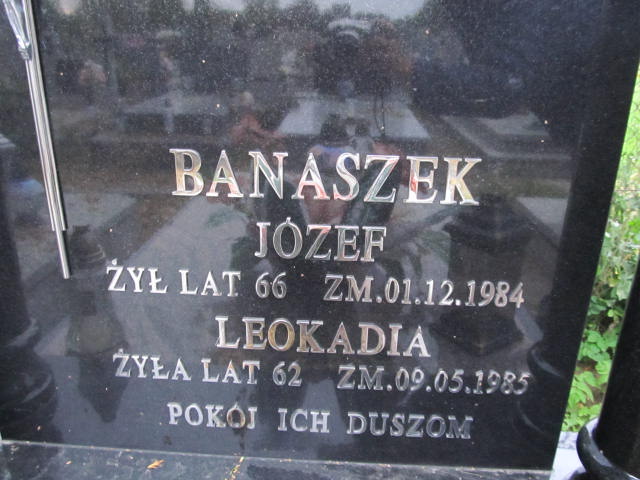 BANASZEK
JÓZEF
ŻYŁ LAT 66 ZM.01.12.1984
LEOKADIA
ŻYŁA LAT 62 ZM.09.05.1985
POKÓJ ICH DUSZOM